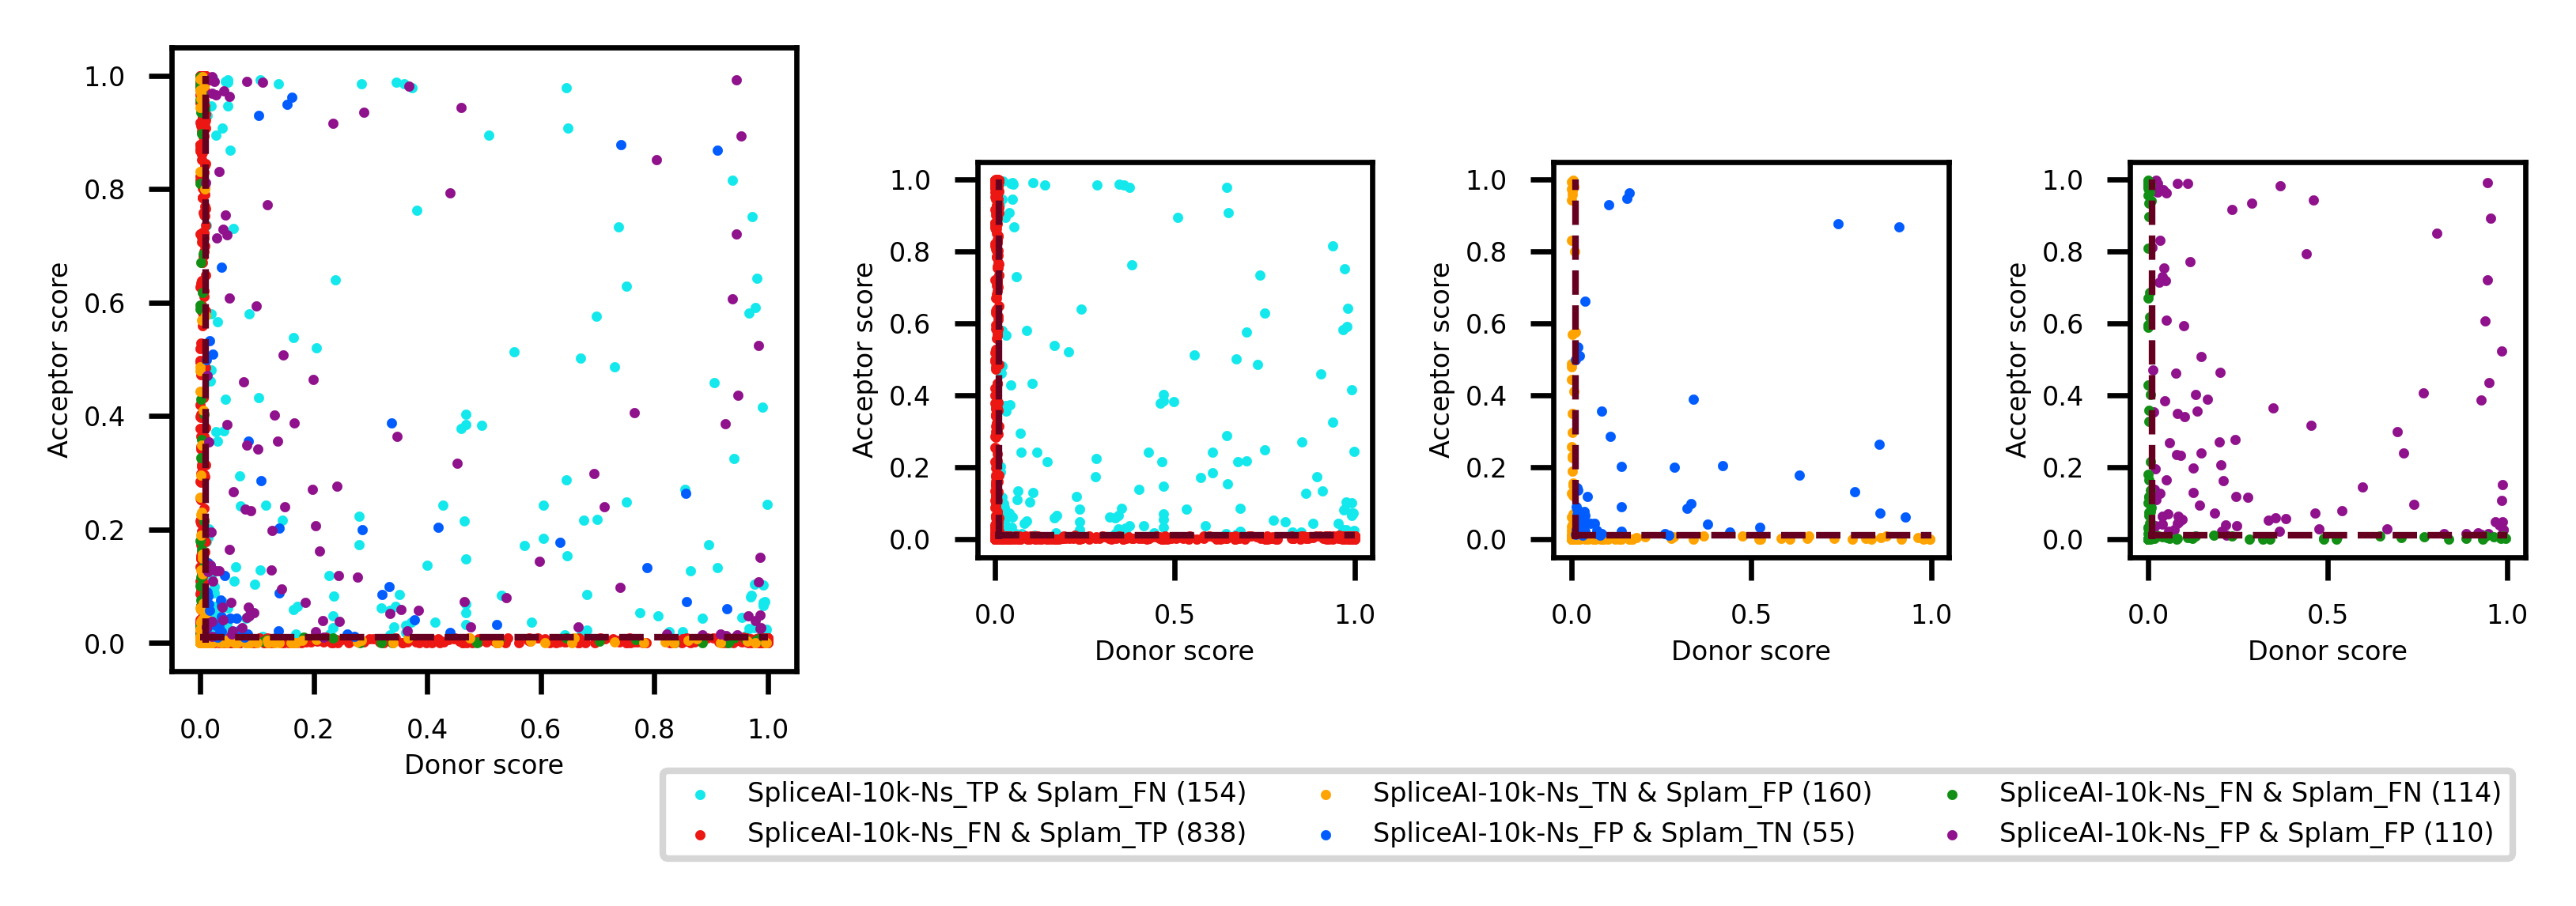 1.0
0.8
0.6
0.4
0.2
0.0
Acceptor score
0.0 0.2 0.4 0.6 0.8 1.0
Donor score
1.0
0.8
0.6
0.4
0.2
0.0
Acceptor score
0.0 0.5 1.0
Donor score
1.0
0.8
0.6
0.4
0.2
0.0
Acceptor score
0.0 0.5 1.0
Donor score
1.0
0.8
0.6
0.4
0.2
0.0
Acceptor score
0.0 0.5 1.0
Donor score
SpliceAI-10k-Ns_TP & Splam_FN (154)
SpliceAI-10k-Ns_FN & Splam_TP (838)
SpliceAI-10k-Ns_TN & Splam_FP (160)
SpliceAI-10k-Ns_FP & Splam_TN (55)
SpliceAI-10k-Ns_FN & Splam_FN (114)
SpliceAI-10k-Ns_FP & Splam_FP (110)